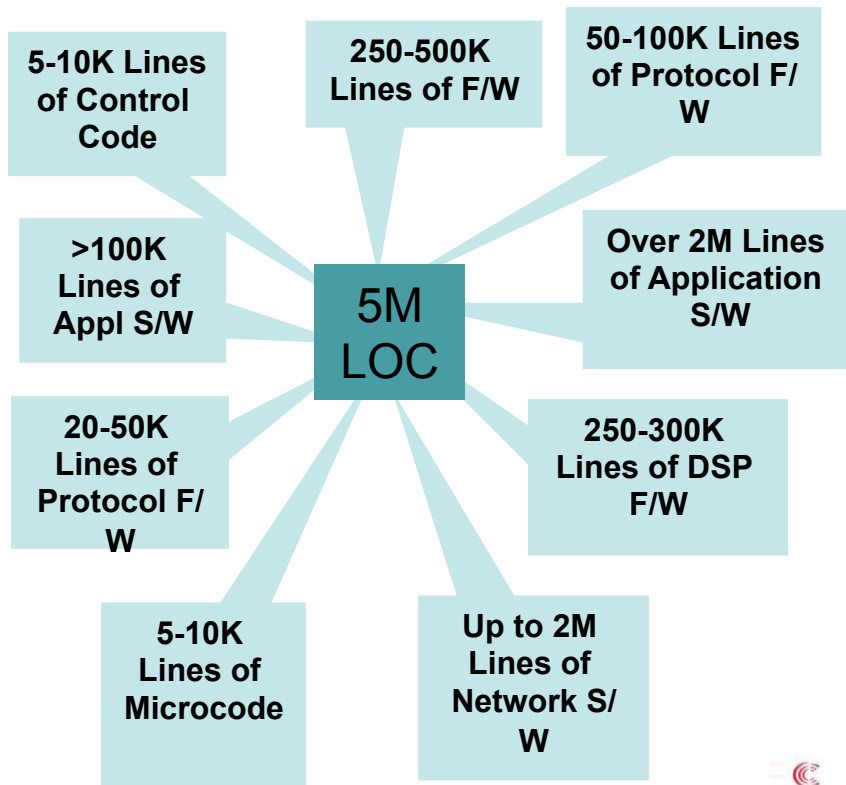 5-10K Lines
of Control
Code
250-500K
Lines of F/W
50-100K Lines
of Protocol F/
W
>100K
Lines of
Appl S/W
5M
LOC
Over 2M Lines
of Application
S/W
20-50K
Lines of
Protocol F/
W
250-300K
Lines of DSP
F/W
5-10K
Lines of
Microcode
Up to 2M
Lines of
Network S/
W